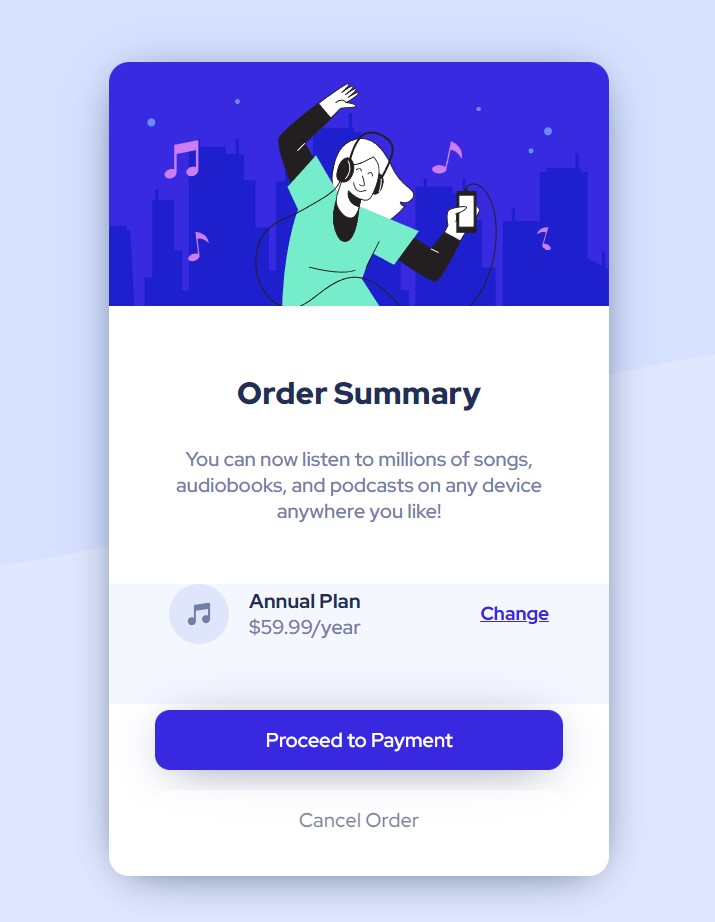 Order Summary
You can now listen to millions of songs,
audiobooks, and podcasts on any device
anywhere you like!
Annual Plan
$59.99/year
Change
Proceed to Payment
Cancel Order